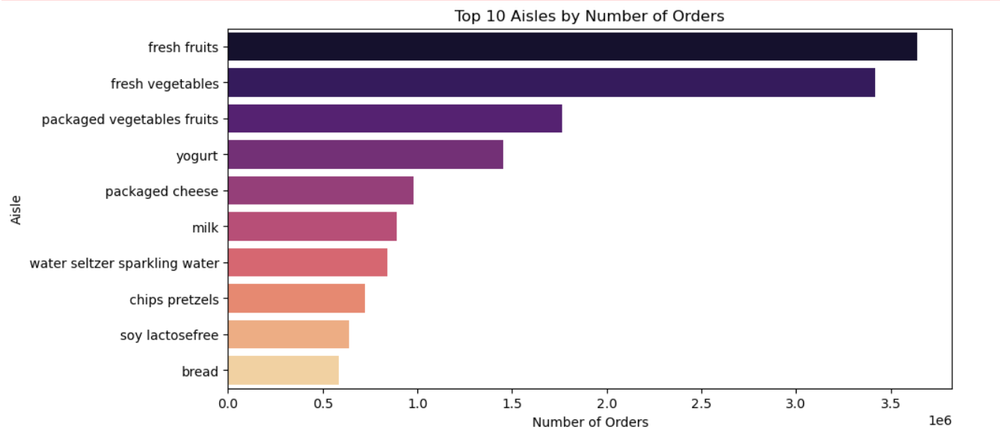 Top 10 Aisles by Number of Orders
fresh fruits
fresh vegetables
packaged vegetables fruits
yogurt
packaged cheese
milk
water seltzer sparkling water
chips pretzels
soy lactosefree
bread
Aisle
0.0 0.5 1.0 1.5 2.0 2.5 3.0 3.5
1e6
Number of Orders